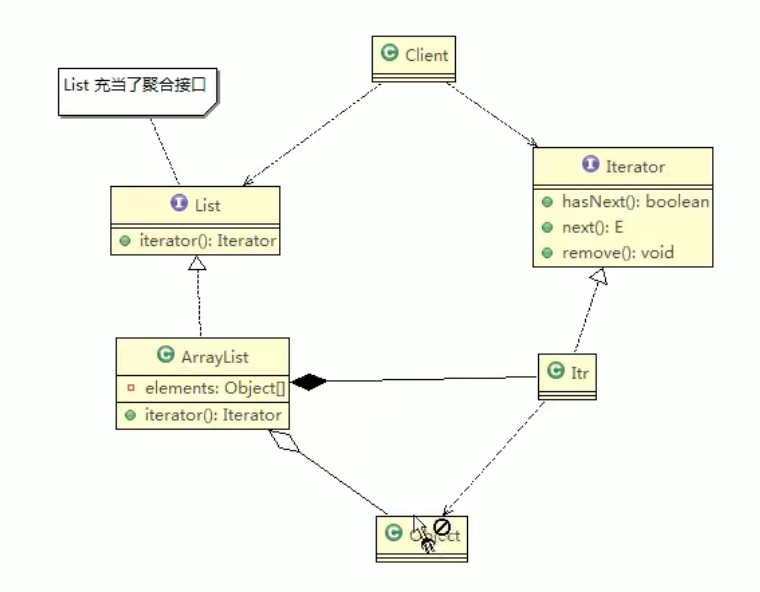 Client
List 充当了聚合接口
Iterator
hasNext(): boolean
next(): E
remove(): void
List
iterator(): Iterator
ArrayList
elements: Object[]
iterator(): Iterator
Itr
Object